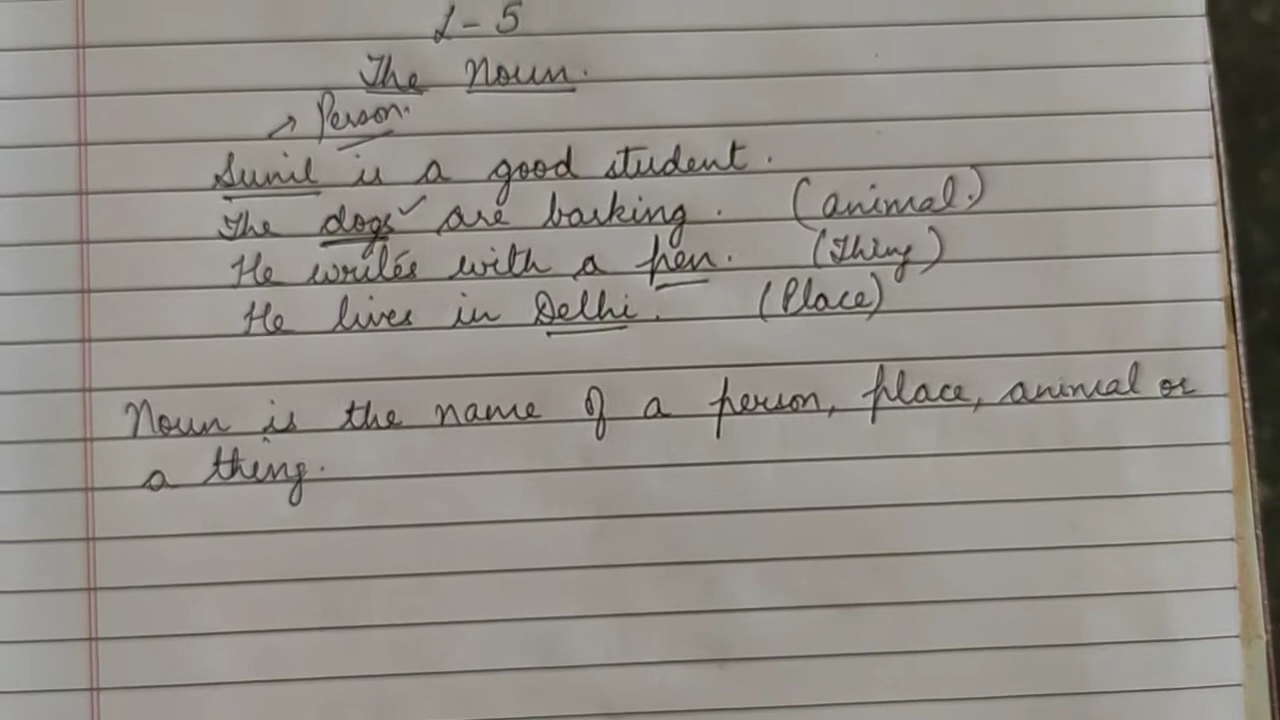 L-5
The Noun.
→ Person.
Sunil is a good student.
The dogs✓ are barking. (animal.)
He writes with a pen. (Thing)
He lives in Delhi. (Place)
Noun is the name of a person, place, animal or
a thing.